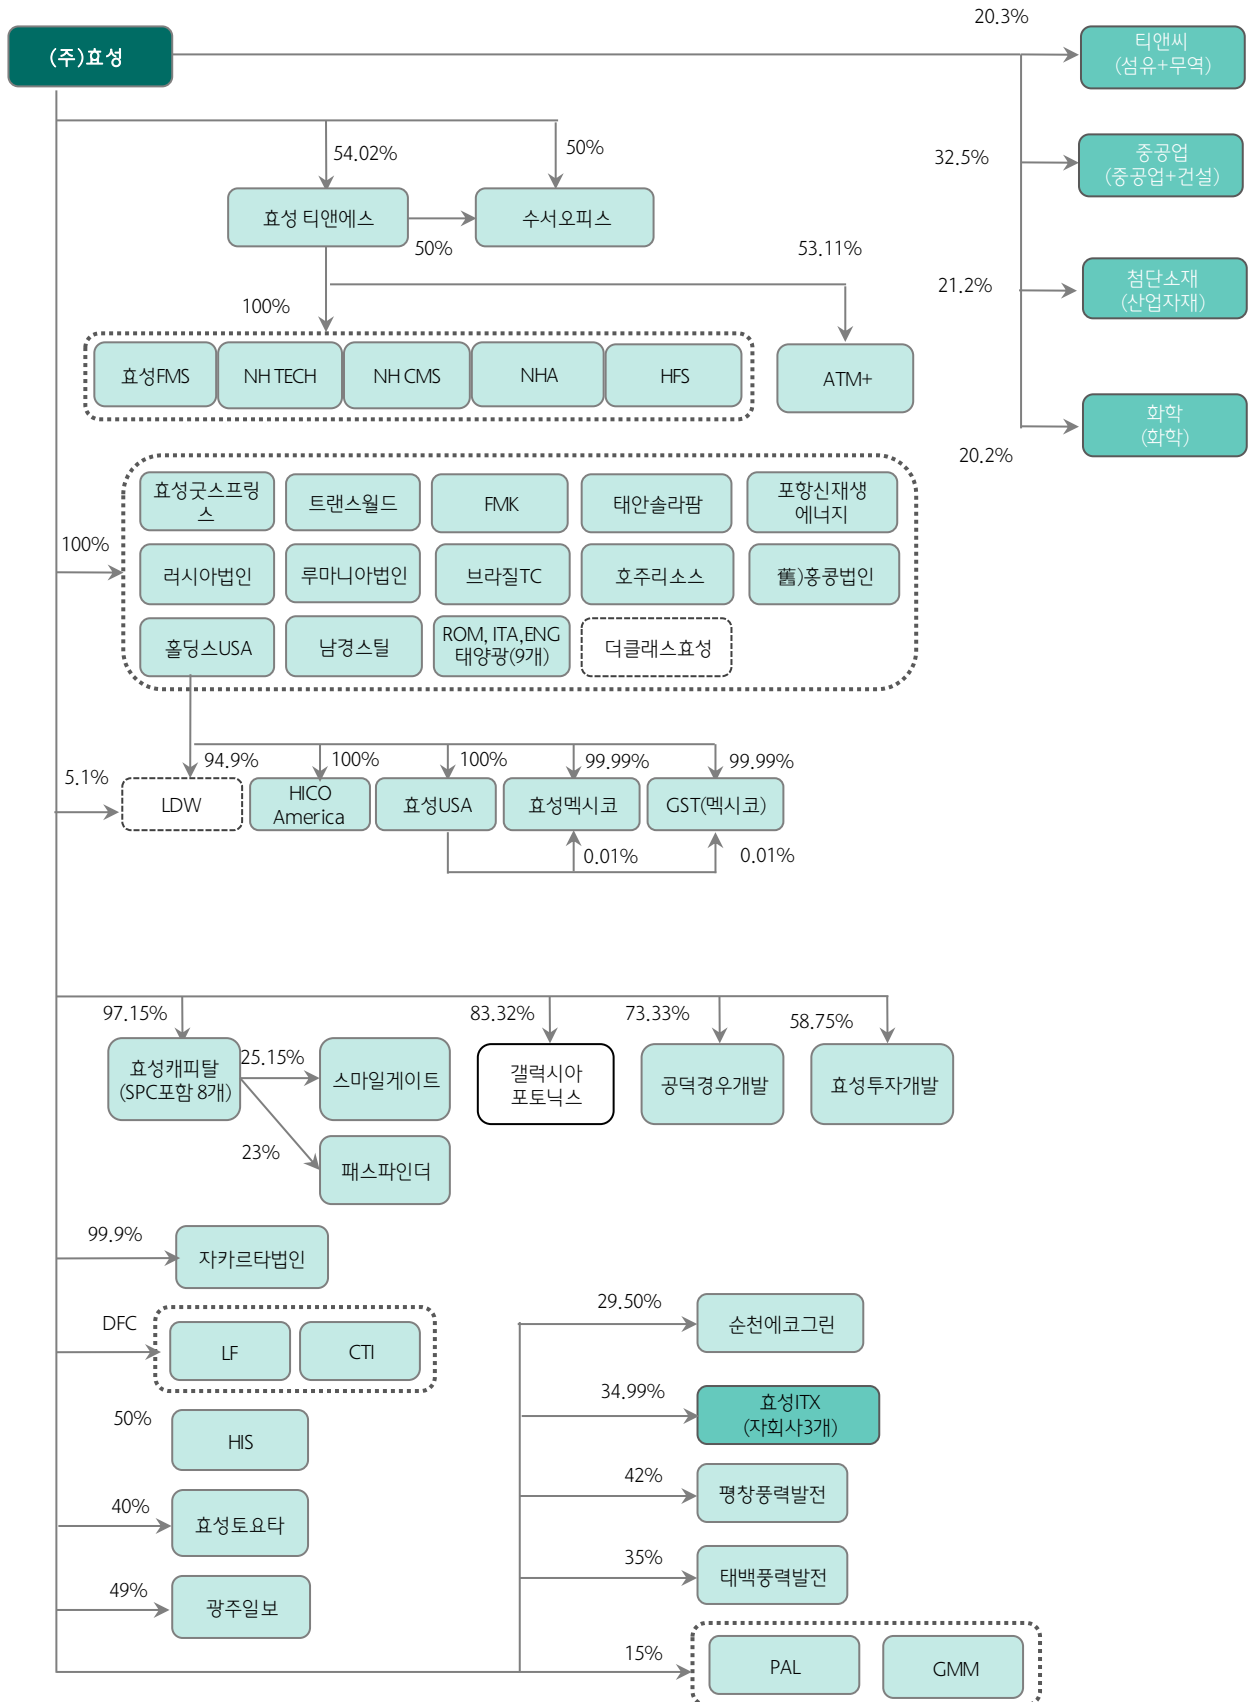 20.3%
(주)효성
티앤씨
(섬유+무역)
54.02%
50%
32.5%
중공업
(중공업+건설)
효성 티앤에스
수서오피스
50%
53.11%
21.2%
첨단소재
(산업자재)
100%
효성FMS
NH TECH
NH CMS
NHA
HFS
ATM+
화학
(화학)
20.2%
효성굿스프링
스
트랜스월드
FMK
태안솔라팜
포항신재생
에너지
100%
러시아법인
루마니아법인
브라질TC
호주리소스
舊)홍콩법인
홀딩스USA
남경스틸
ROM, ITA,ENG
태양광(9개)
더클래스효성
5.1%
94.9%
100%
100%
99.99%
99.99%
LDW
HICO
America
효성USA
효성멕시코
GST(멕시코)
0.01%
0.01%
97.15%
83.32%
73.33%
58.75%
효성캐피탈
(SPC포함 8개)
25.15%
스마일게이트
갤럭시아
포토닉스
공덕경우개발
효성투자개발
23%
패스파인더
99.9%
자카르타법인
DFC
LF
CTI
29.50%
순천에코그린
34.99%
효성ITX
(자회사3개)
50%
HIS
42%
평창풍력발전
40%
효성토요타
35%
태백풍력발전
49%
광주일보
15%
PAL
GMM